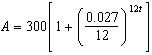 A = 300[1 + (0.027/12)^12t]